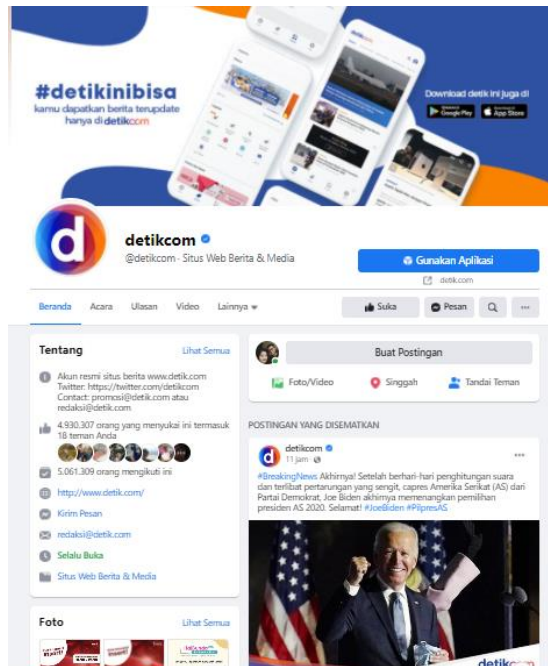 #detikinibisa
kamu dapatkan berita terupdate
hanya di detikcom
Download detik ini juga di
Google Play
App Store
d
detikcom
@detikcom · Situs Web Berita & Media
Gunakan Aplikasi
detik.com
Beranda Acara Ulasan Video Lainnya
Suka Pesan
Tentang Lihat Semua
Akun resmi situs berita www.detik.com
Twitter: https://twitter.com/detikcom
Contact: promosi@detik.com atau
redaksi@detik.com
4.930.307 orang yang menyukai ini termasuk
18 teman Anda
5.061.309 orang mengikuti ini
http://www.detik.com/
Kirim Pesan
redaksi@detik.com
Selalu Buka
Situs Web Berita & Media
Foto Lihat Semua
Buat Postingan
Foto/Video Singgah Tandai Teman
POSTINGAN YANG DISEMATKAN
detikcom
11 jam
#BreakingNews Akhirnya! Setelah berhari-hari penghitungan suara
dan terlibat pertarungan yang sengit, capres Amerika Serikat (AS) dari
Partai Demokrat, Joe Biden akhirnya memenangkan pemilihan
presiden AS 2020. Selamat! #JoeBiden #PilpresAS
detikcom